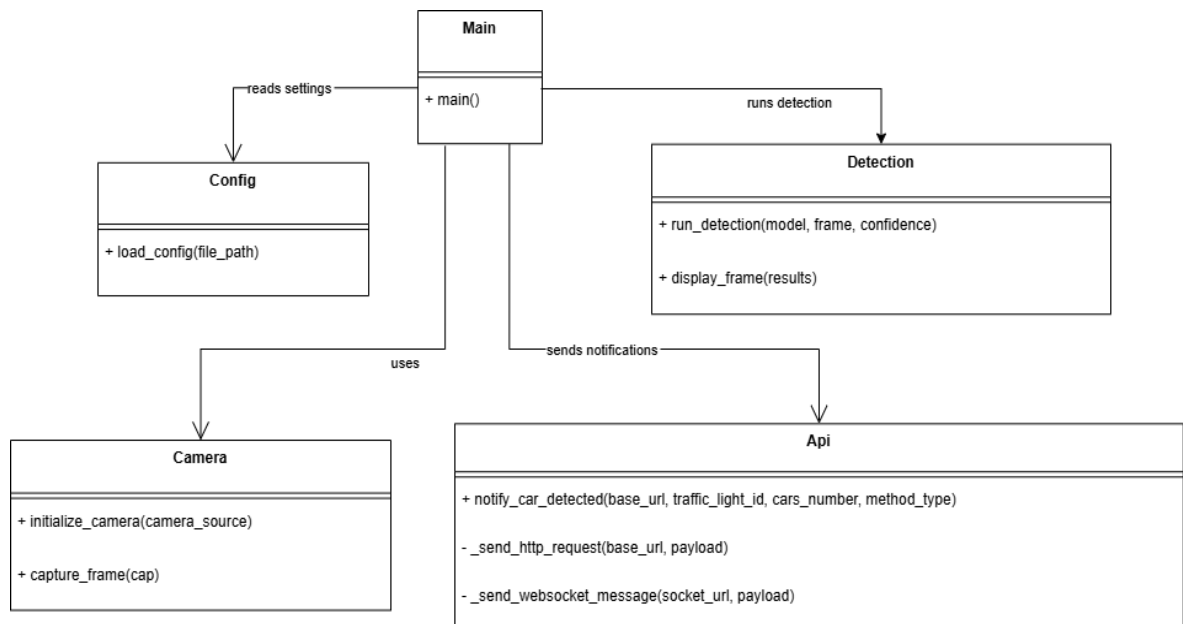 Main
+ main()
reads settings
runs detection
Config
+ load_config(file_path)
Detection
+ run_detection(model, frame, confidence)
+ display_frame(results)
uses
sends notifications
Camera
+ initialize_camera(camera_source)
+ capture_frame(cap)
Api
+ notify_car_detected(base_url, traffic_light_id, cars_number, method_type)
- _send_http_request(base_url, payload)
- _send_websocket_message(socket_url, payload)